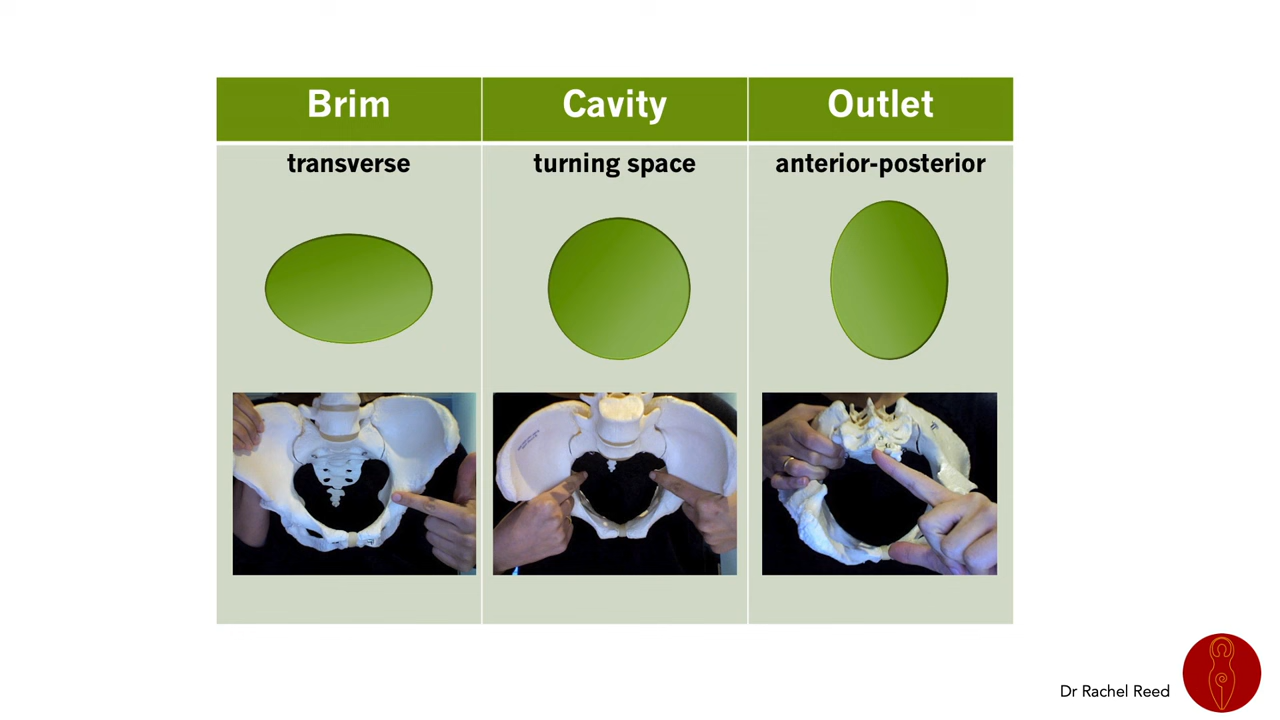 Brim
Cavity
Outlet
transverse
turning space
anterior-posterior
Dr Rachel Reed